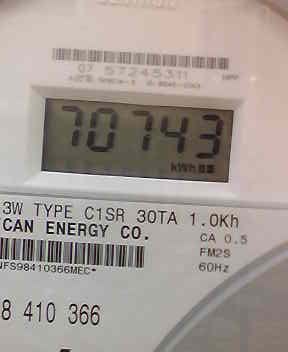 07 57245311
70743
kWh
3W TYPE C1SR 30TA 1.0Kh
CAN ENERGY CO.
CA 0.5
FM2S
60Hz
NFS98410366MEC*
8 410 366